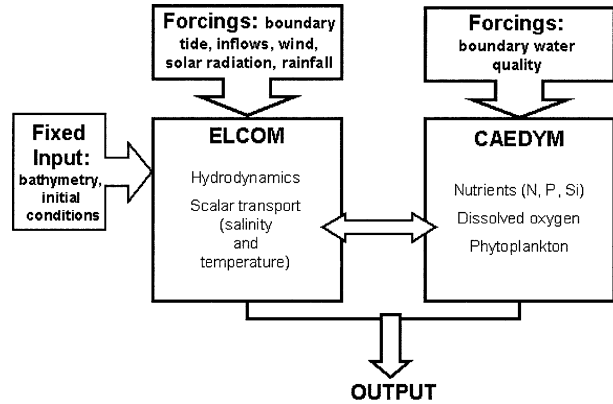 Forcings: boundary
tide, inflows, wind,
solar radiation, rainfall
Forcings:
boundary water
quality
Fixed
Input:
bathymetry,
initial
conditions
ELCOM
Hydrodynamics
Scalar transport
(salinity
and
temperature)
CAEDYM
Nutrients (N, P, Si)
Dissolved oxygen
Phytoplankton
OUTPUT